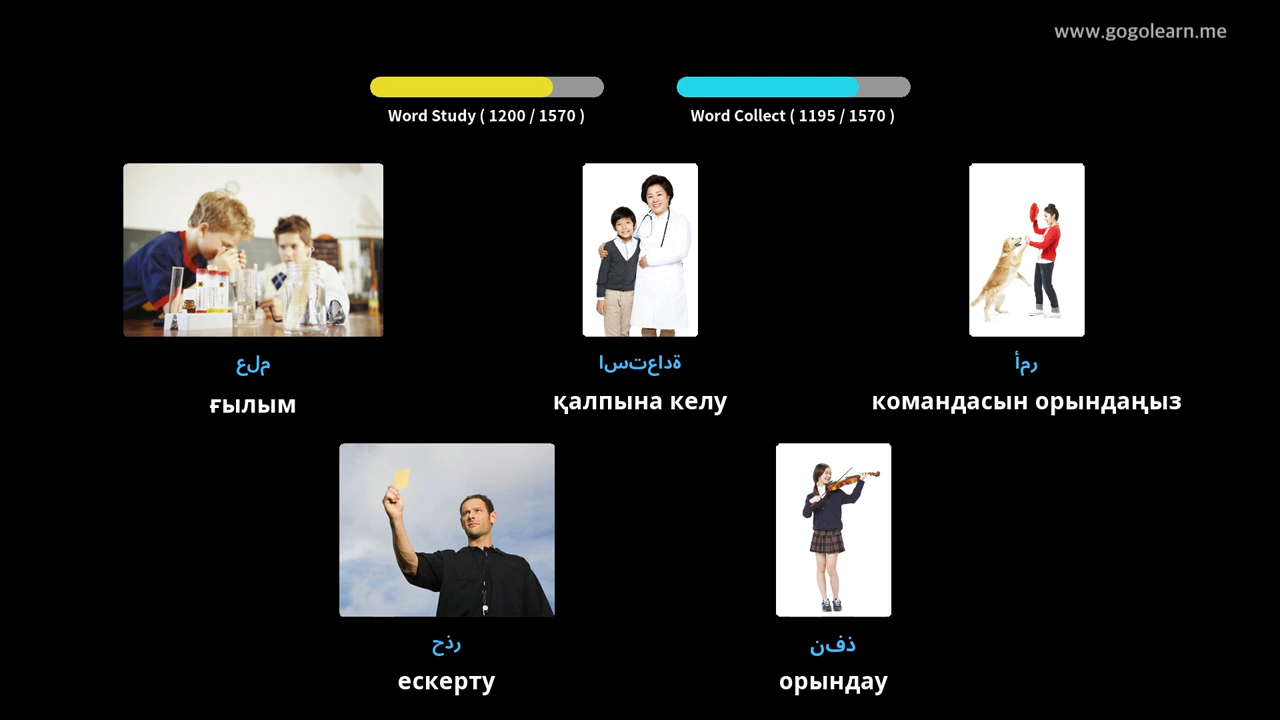 www.gogolearn.me
Word Study ( 1200 / 1570 )
Word Collect ( 1195 / 1570 )
علم
استعادة
أمر
ғылым
қалпына келу
командасын орындаңыз
حذر
نفذ
ескерту
орындау